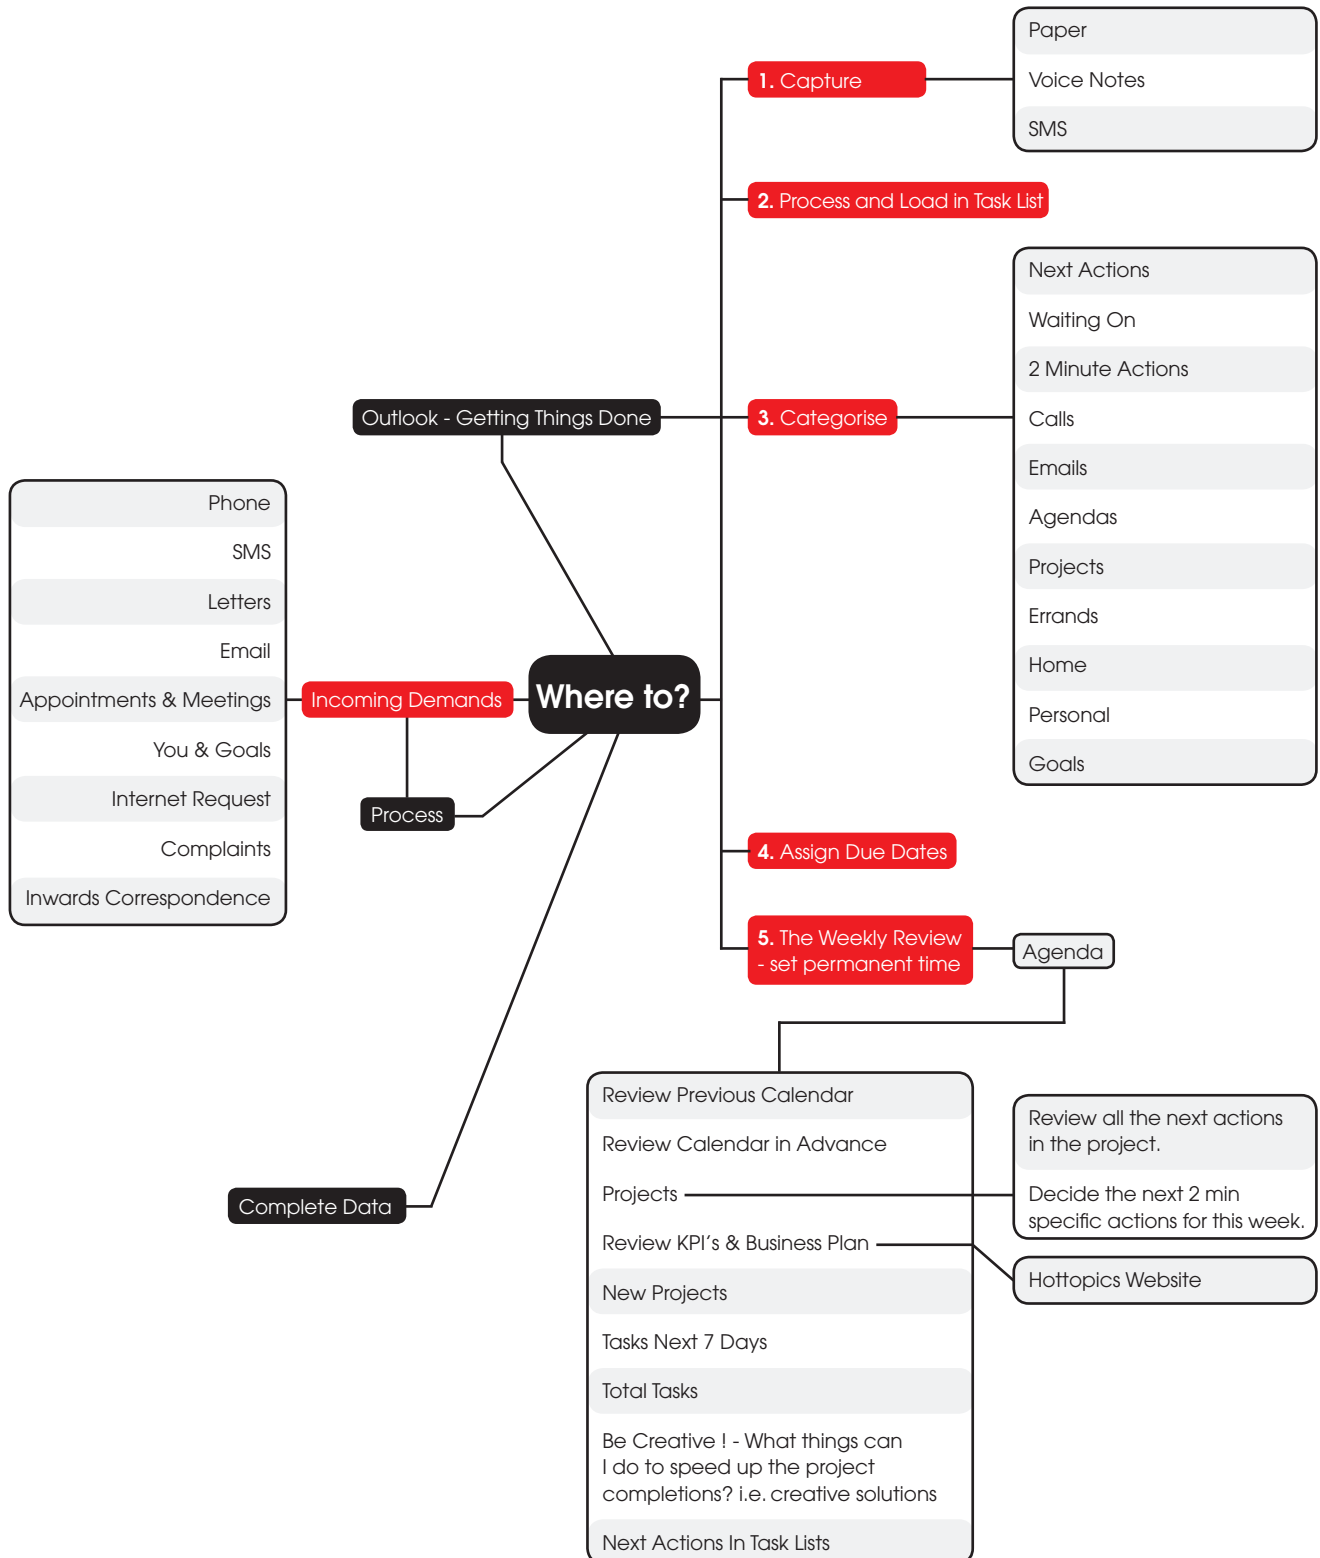 Paper
1. Capture
Voice Notes
SMS
2. Process and Load in Task List
Next Actions
Waiting On
2 Minute Actions
Outlook - Getting Things Done
3. Categorise
Calls
Emails
Agendas
Projects
Errands
Home
Personal
Goals
Phone
SMS
Letters
Email
Appointments & Meetings
You & Goals
Internet Request
Complaints
Inwards Correspondence
Incoming Demands
Where to?
Process
4. Assign Due Dates
5. The Weekly Review
- set permanent time
Agenda
Review Previous Calendar
Review Calendar in Advance
Projects
Review KPI's & Business Plan
New Projects
Tasks Next 7 Days
Total Tasks
Be Creative ! - What things can
I do to speed up the project
completions? i.e. creative solutions
Next Actions In Task Lists
Review all the next actions
in the project.
Decide the next 2 min
specific actions for this week.
Hottopics Website
Complete Data